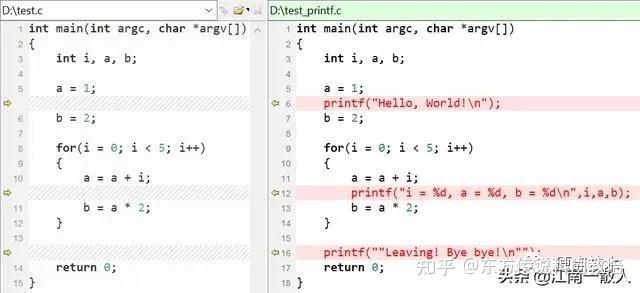 D:\test.c
1 int main(int argc, char *argv[])
2 {
3 int i, a, b;
4
5 a = 1;
6 b = 2;
7
8 for(i = 0; i < 5; i++)
9 {
10 a = a + i;
11 b = a * 2;
12 }
13
14 return 0;
15 }
D:\test_printf.c
1 int main(int argc, char *argv[])
2 {
3 int i, a, b;
4
5 a = 1;
6 printf("Hello, World!\n");
7 b = 2;
8
9 for(i = 0; i < 5; i++)
10 {
11 a = a + i;
12 printf("i = %d, a = %d, b = %d\n",i,a,b);
13 b = a * 2;
14 }
15
16 printf(""Leaving! Bye bye!\n"");
17 return 0;
18 }
知乎 @东方传说
头条 @江南一散人